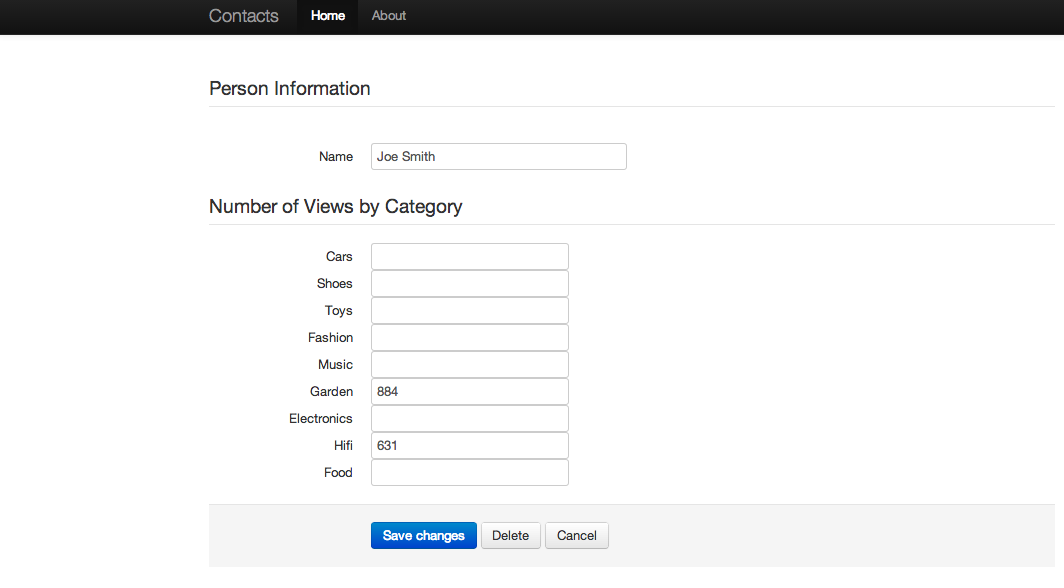 Contacts Home About
Person Information
Name Joe Smith
Number of Views by Category
Cars
Shoes
Toys
Fashion
Music
Garden 884
Electronics
Hifi 631
Food
Save changes Delete Cancel